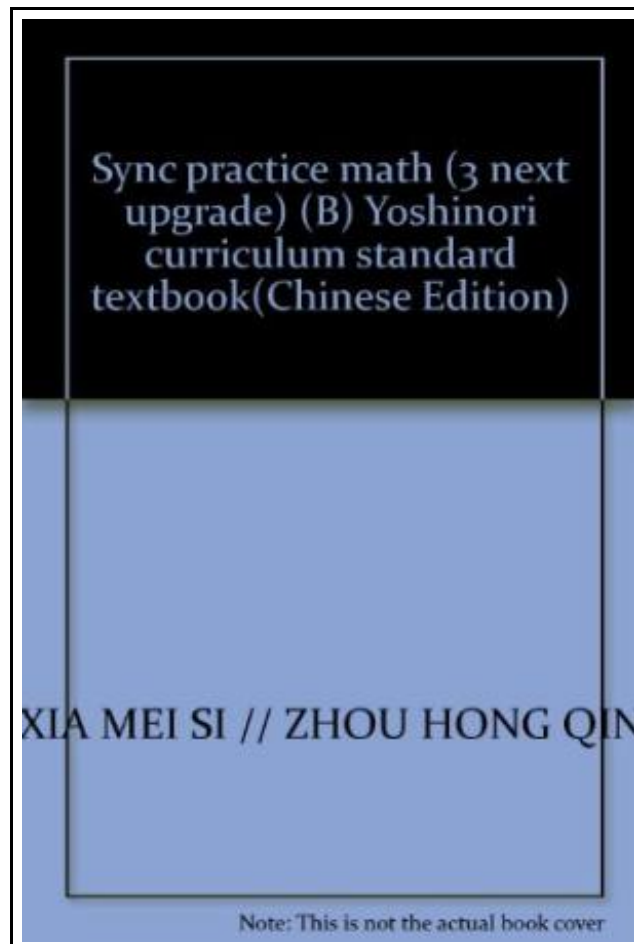 Sync practice math (3 next
upgrade) (B) Yoshinori
curriculum standard
textbook(Chinese Edition)
XIA MEI SI // ZHOU HONG QIN
Note: This is not the actual book cover